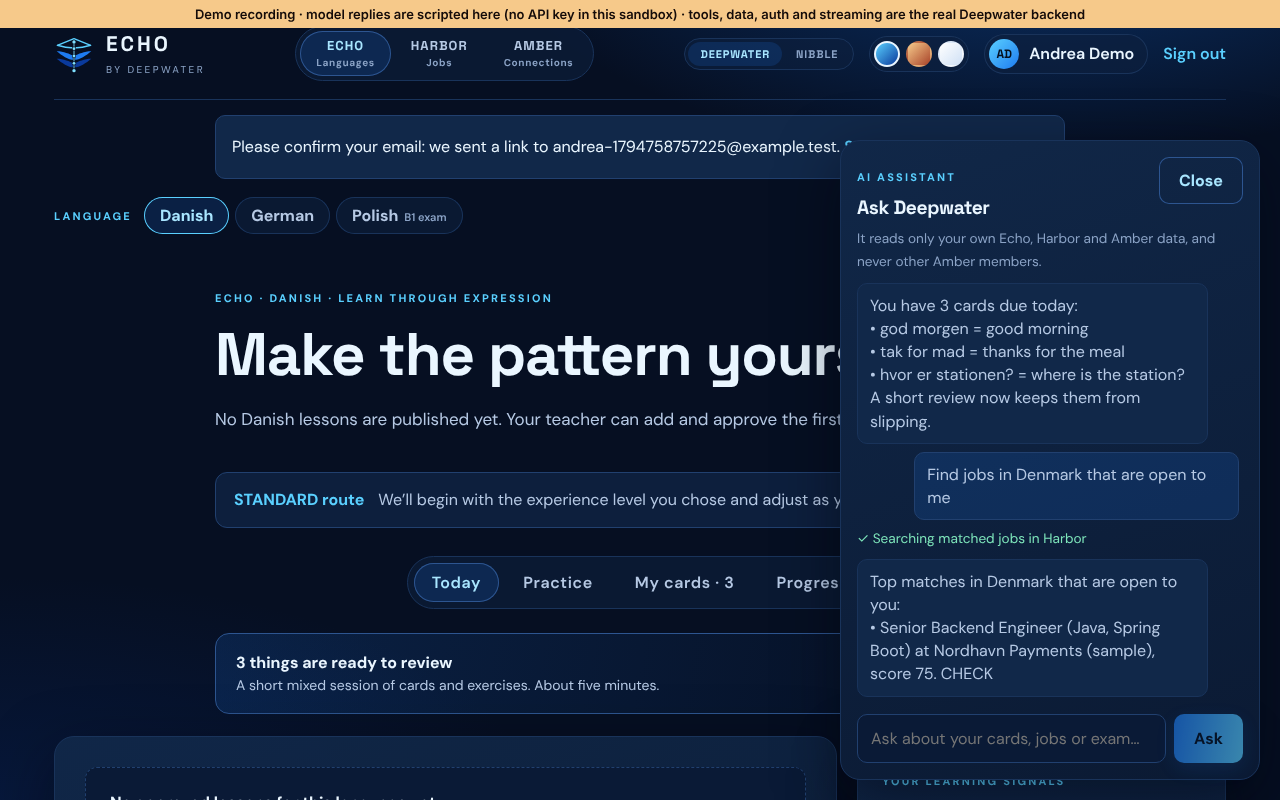 Demo recording · model replies are scripted here (no API key in this sandbox) · tools, data, auth and streaming are the real Deepwater backend
ECHO
BY DEEPWATER
ECHO
Languages
HARBOR
Jobs
AMBER
Connections
DEEPWATER
NIBBLE
AD
Andrea Demo
Sign out
Please confirm your email: we sent a link to andrea-1794758757225@example.test.
LANGUAGE
Danish
German
Polish B1 exam
ECHO · DANISH · LEARN THROUGH EXPRESSION
Make the pattern yours
No Danish lessons are published yet. Your teacher can add and approve the first
STANDARD route We'll begin with the experience level you chose and adjust as
Today
Practice
My cards · 3
3 things are ready to review
A short mixed session of cards and exercises. About five minutes.
AI ASSISTANT
Close
Ask Deepwater
It reads only your own Echo, Harbor and Amber data, and
never other Amber members.
You have 3 cards due today:
• god morgen = good morning
• tak for mad = thanks for the meal
• hvor er stationen? = where is the station?
A short review now keeps them from
slipping.
Find jobs in Denmark that are open to
me
✓ Searching matched jobs in Harbor
Top matches in Denmark that are open to
you:
• Senior Backend Engineer (Java, Spring
Boot) at Nordhavn Payments (sample),
score 75. CHECK
Ask about your cards, jobs or exam…
Ask
YOUR LEARNING SIGNALS